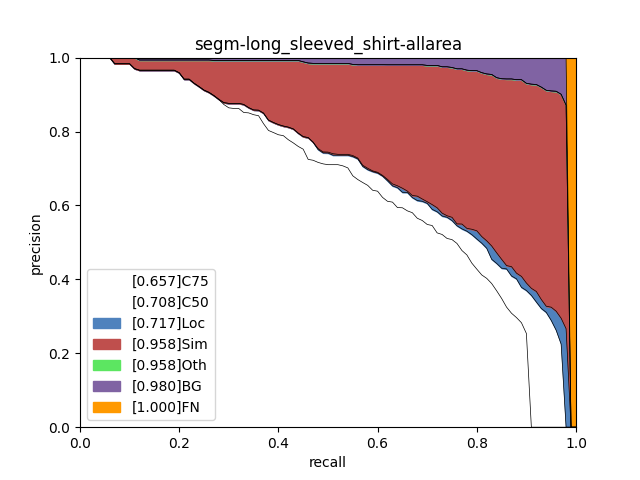 segm-long_sleeved_shirt-allarea
1.0
0.8
0.6
0.4
0.2
0.0
precision
[0.657]C75
[0.708]C50
[0.717]Loc
[0.958]Sim
[0.958]Oth
[0.980]BG
[1.000]FN
0.0 0.2 0.4 0.6 0.8 1.0
recall